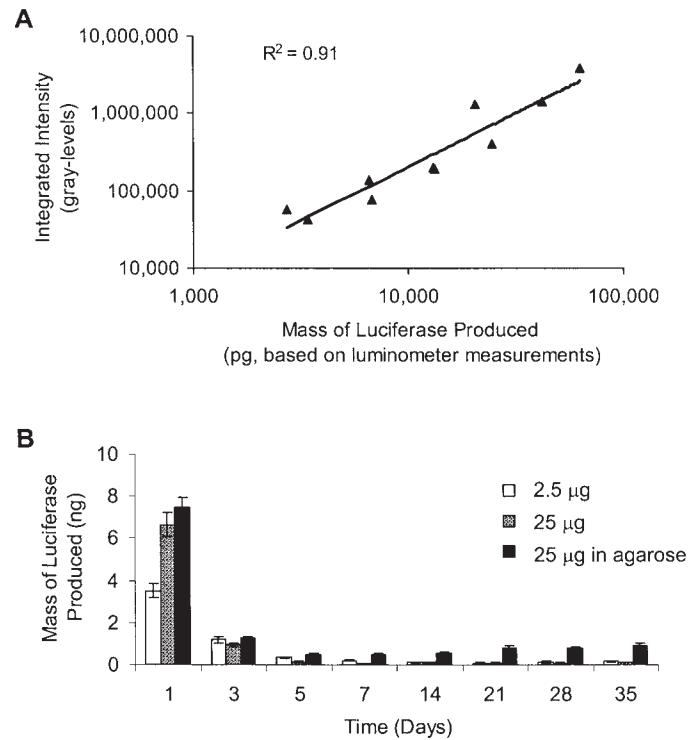 A
10,000,000
1,000,000
100,000
10,000
Integrated Intensity
(gray-levels)
R² = 0.91
1,000
10,000
100,000
Mass of Luciferase Produced
(pg, based on luminometer measurements)
B
Mass of Luciferase
Produced (ng)
10
8
6
4
2
0
2.5 µg
25 µg
25 µg in agarose
1 3 5 7 14 21 28 35
Time (Days)